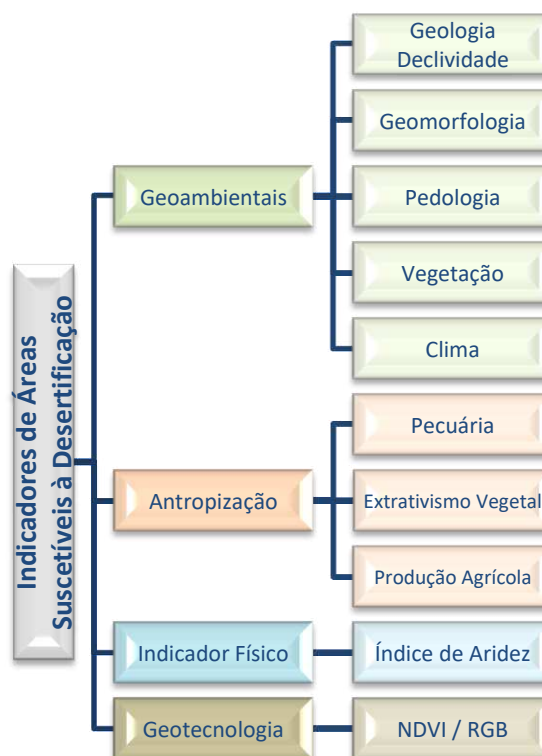 Indicadores de Áreas
Suscetíveis à Desertificação
Geoambientais
Geologia
Declividade
Geomorfologia
Pedologia
Vegetação
Clima
Antropização
Pecuária
Extrativismo Vegetal
Produção Agrícola
Indicador Físico
Índice de Aridez
Geotecnologia
NDVI / RGB